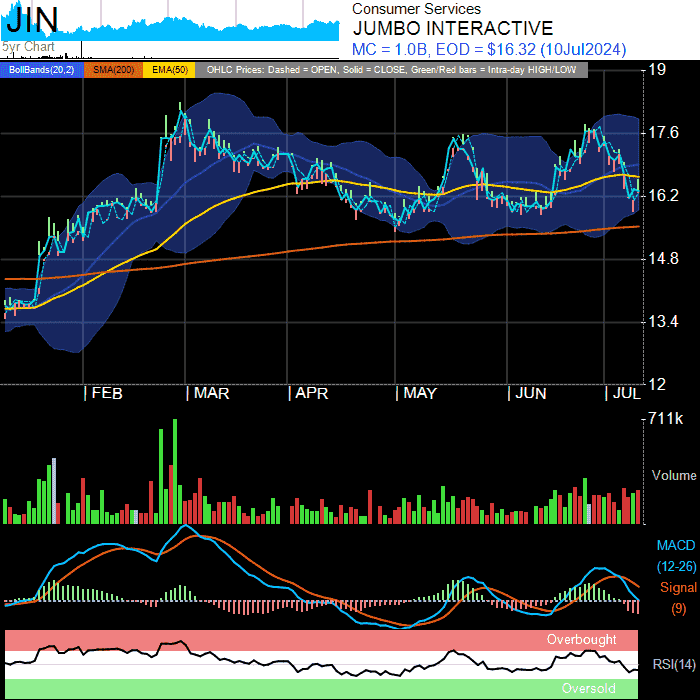 JIN
5yr Chart
Consumer Services
JUMBO INTERACTIVE
MC = 1.0B, EOD = $16.32 (10Jul2024)
BollBands(20,2) SMA(200) EMA(50) OHLC Prices: Dashed = OPEN, Solid = CLOSE, Green/Red bars = Intra-day HIGH/LOW
19
17.6
16.2
14.8
13.4
12
FEB MAR APR MAY JUN JUL
711k
Volume
MACD
(12-26)
Signal
(9)
Overbought
RSI(14)
Oversold